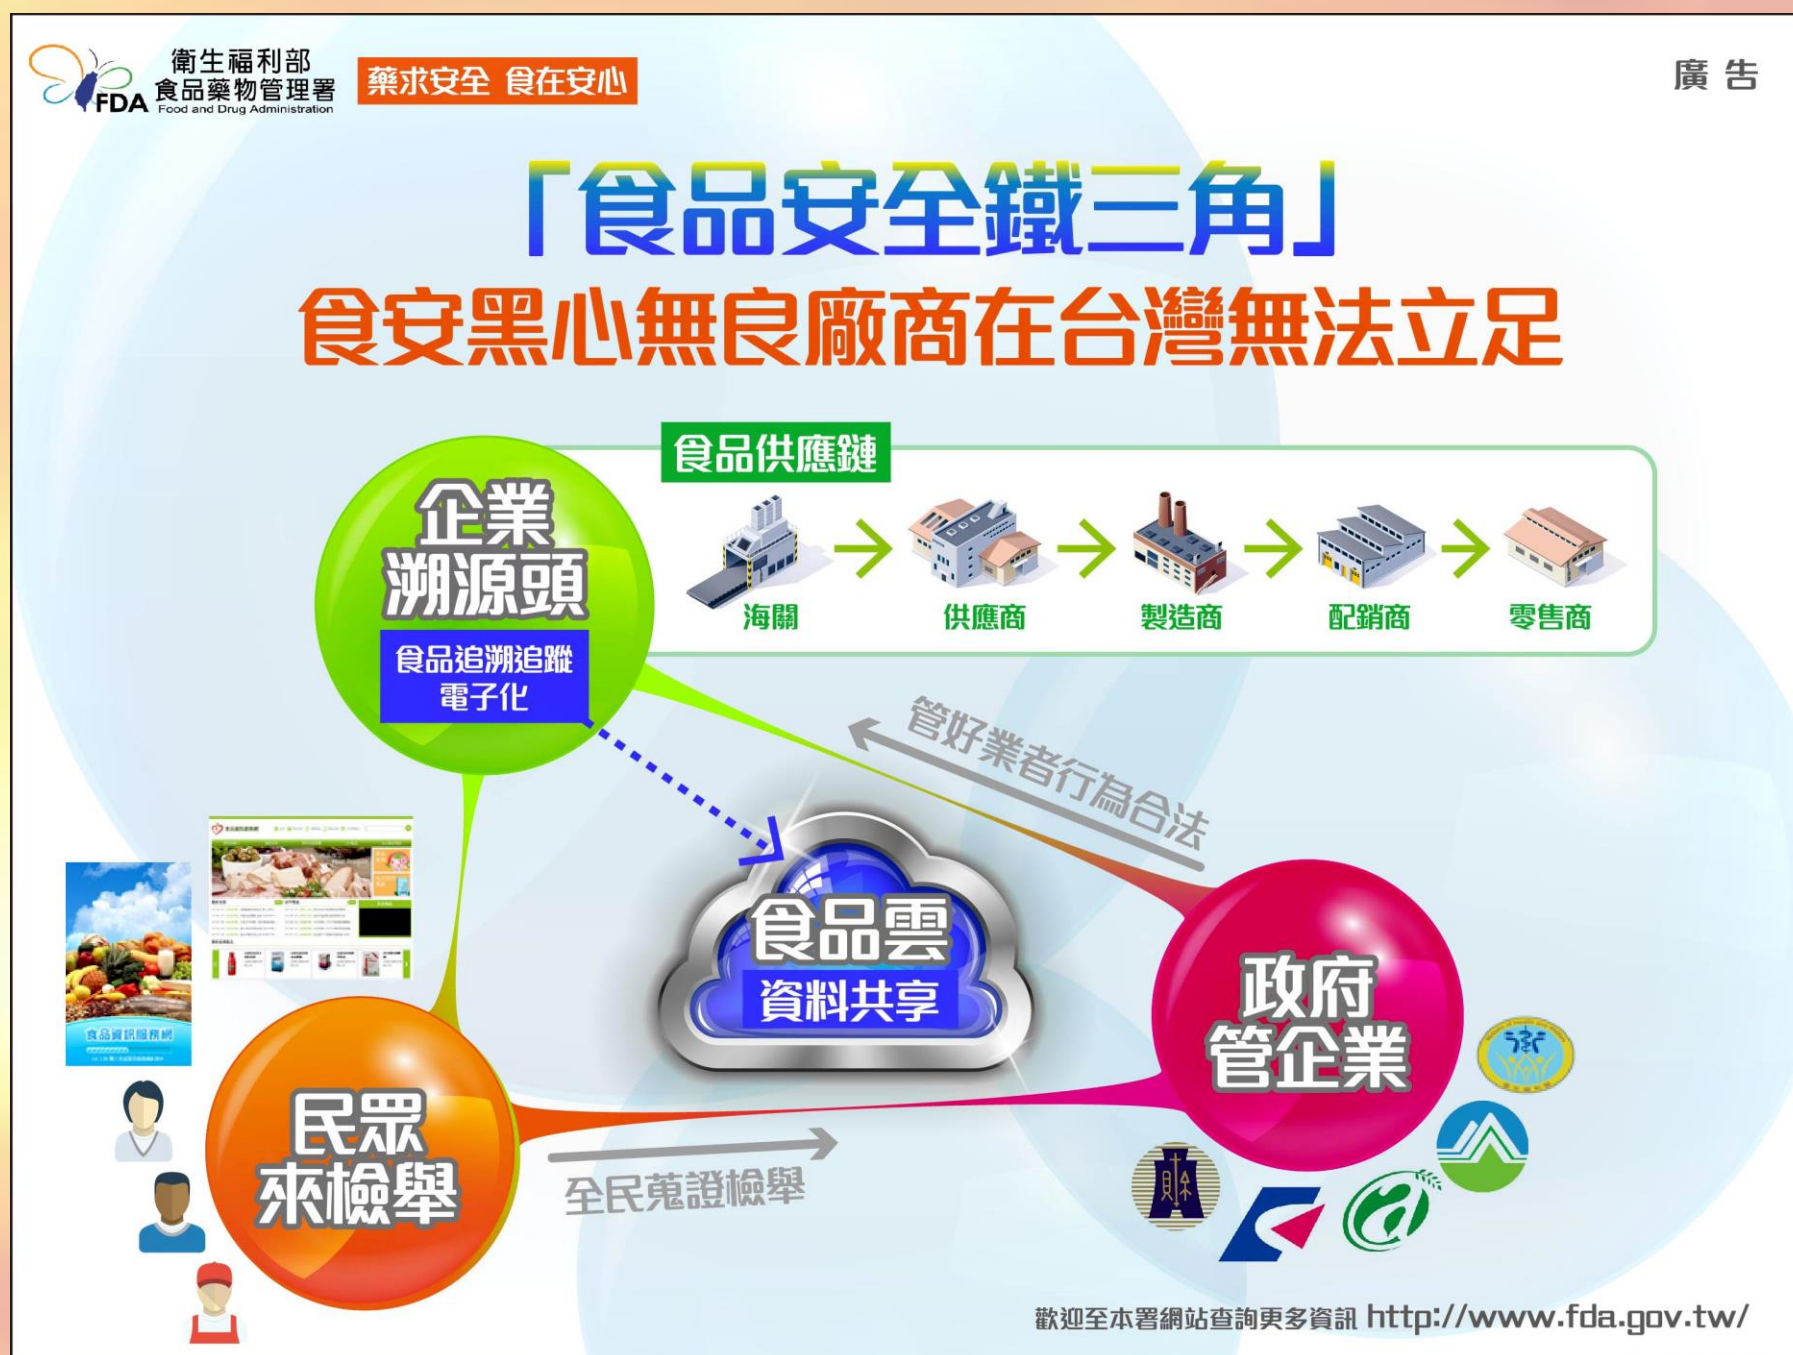 衛生福利部
食品藥物管理署
FDA
Food and Drug Administration
藥求安全 食在安心
廣告
「食品安全鐵三角」
食安黑心無良廠商在台灣無法立足
食品供應鏈
企業
溯源頭
食品追溯追蹤
電子化
海關
供應商
製造商
配銷商
零售商
管好業者行為合法
食品雲
資料共享
食品資訊服務網
政府
管企業
民眾
來檢舉
全民蒐證檢舉
歡迎至本署網站查詢更多資訊 http://www.fda.gov.tw/